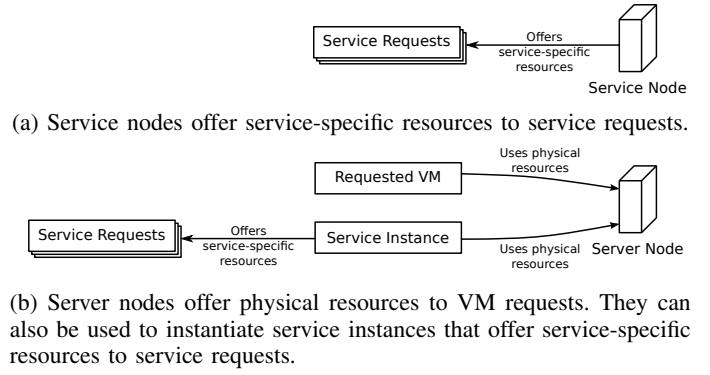 Service Requests
Offers
service-specific
resources
Service Node
(a) Service nodes offer service-specific resources to service requests.
Uses physical
resources
Requested VM
Service Requests
Offers
service-specific
resources
Service Instance
Uses physical
resources
Server Node
(b) Server nodes offer physical resources to VM requests. They can
also be used to instantiate service instances that offer service-specific
resources to service requests.